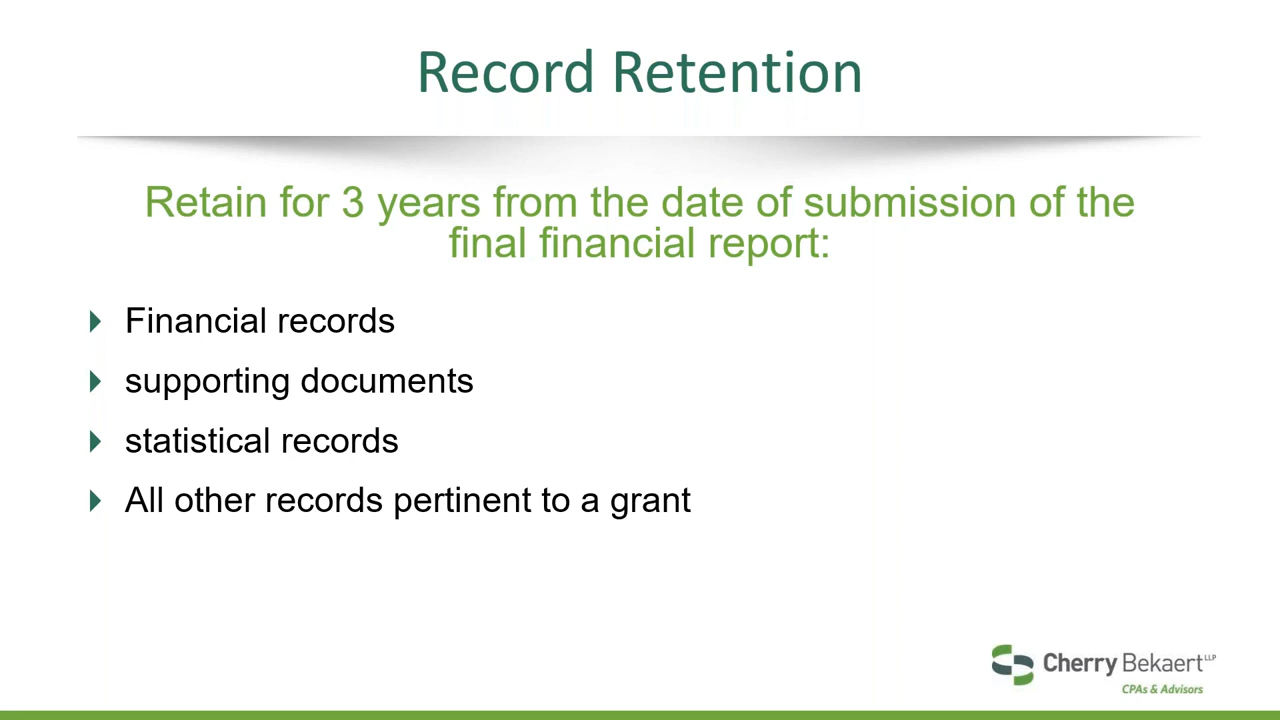 Record Retention
Retain for 3 years from the date of submission of the
final financial report:
Financial records
supporting documents
statistical records
All other records pertinent to a grant
Cherry Bekaert LLP
CPAs & Advisors